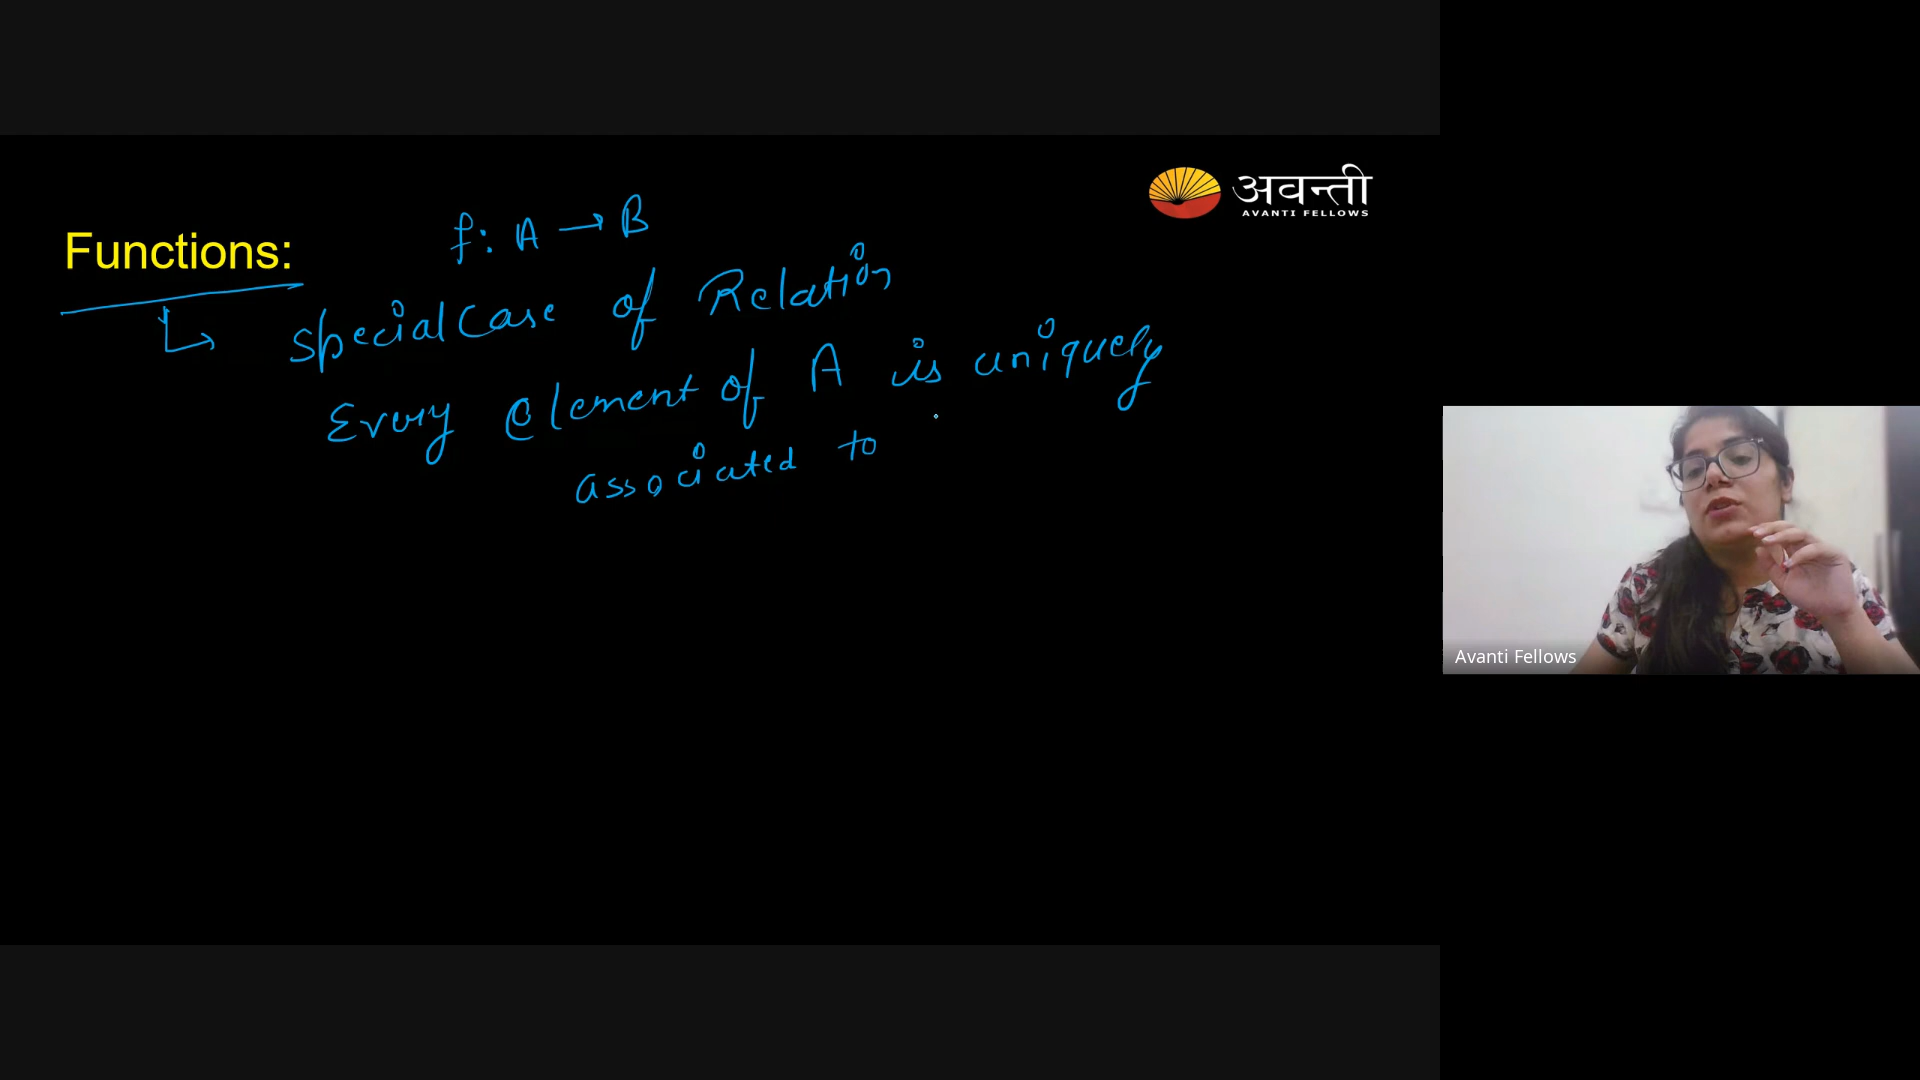 अवन्ती
AVANTI FELLOWS
Functions:
f: A → B
Special Case of Relation
Every element of A is uniquely
associated to
Avanti Fellows